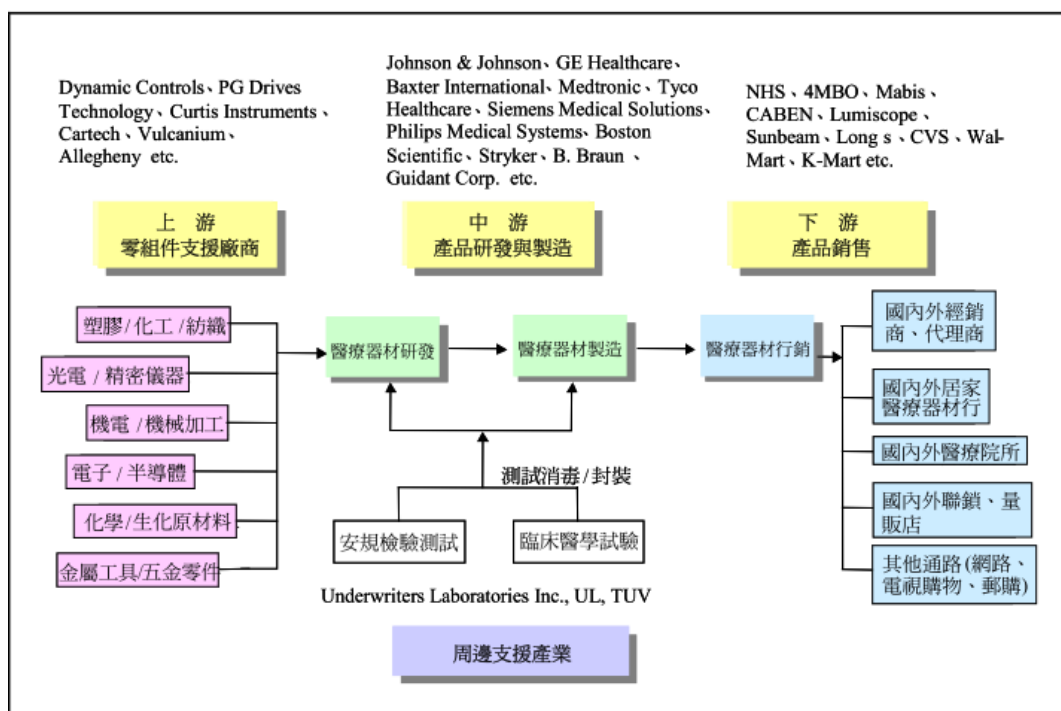 Dynamic Controls、PG Drives
Technology、Curtis Instruments、
Cartech、Vulcanium、
Allegheny etc.
Johnson & Johnson、GE Healthcare、
Baxter International、Medtronic、Tyco
Healthcare、Siemens Medical Solutions、
Philips Medical Systems、Boston
Scientific、Stryker、B. Braun 、
Guidant Corp. etc.
NHS、4MBO、Mabis、
CABEN、Lumiscope、
Sunbeam、Long s、CVS、Wal-
Mart、K-Mart etc.
上 游
零組件支援廠商
中 游
產品研發與製造
下 游
產品銷售
塑膠/化工/紡織
光電/精密儀器
機電/機械加工
電子/半導體
化學/生化原材料
金屬工具/五金零件
醫療器材研發
醫療器材製造
醫療器材行銷
國內外經銷
商、代理商
國內外居家
醫療器材行
國內外醫療院所
國內外聯鎖、量
販店
其他通路(網路、
電視購物、郵購)
測試消毒/封裝
安規檢驗測試
臨床醫學試驗
Underwriters Laboratories Inc., UL, TUV
周邊支援產業